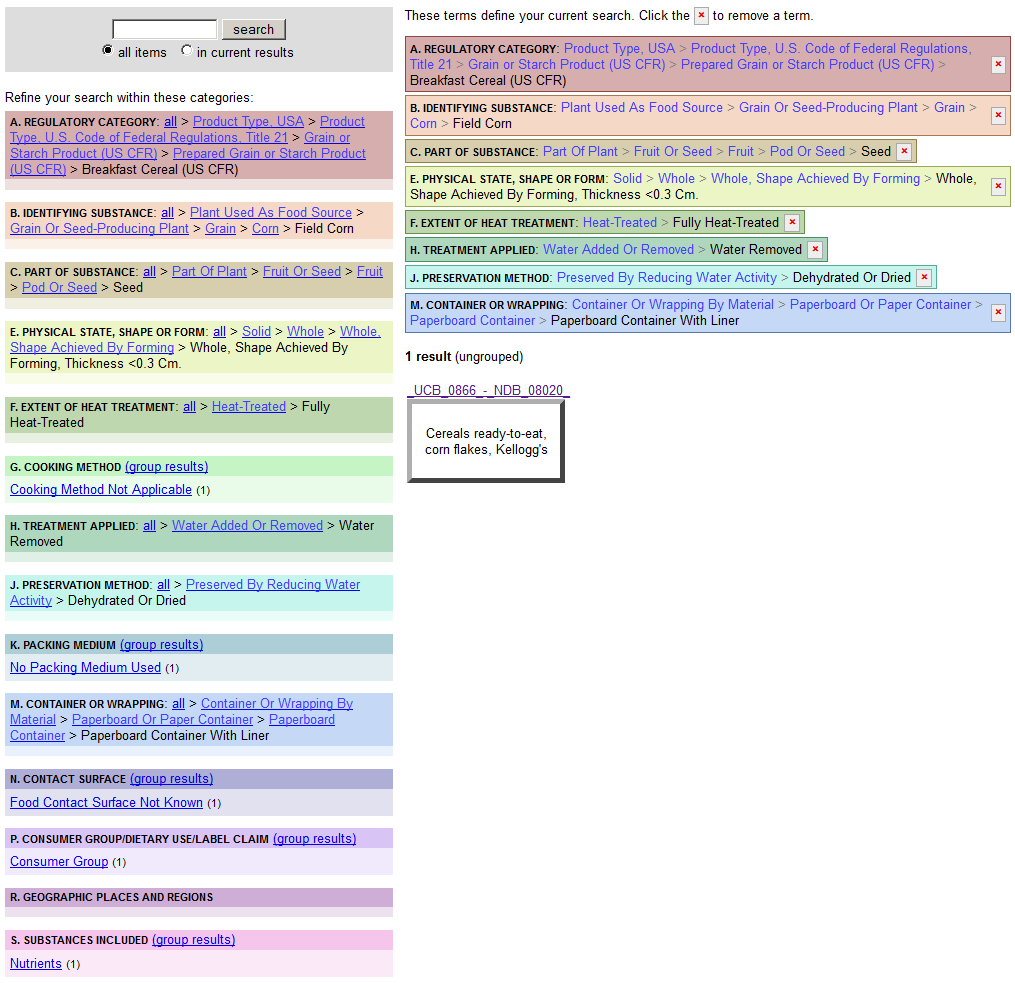 search
all items in current results
Refine your search within these categories:
A. REGULATORY CATEGORY: all > Product Type, USA > Product
Type, U.S. Code of Federal Regulations, Title 21 > Grain or
Starch Product (US CFR) > Prepared Grain or Starch Product
(US CFR) > Breakfast Cereal (US CFR)
B. IDENTIFYING SUBSTANCE: all > Plant Used As Food Source >
Grain Or Seed-Producing Plant > Grain > Corn > Field Corn
C. PART OF SUBSTANCE: all > Part Of Plant > Fruit Or Seed > Fruit
> Pod Or Seed > Seed
E. PHYSICAL STATE, SHAPE OR FORM: all > Solid > Whole > Whole,
Shape Achieved By Forming > Whole, Shape Achieved By
Forming, Thickness <0.3 Cm.
F. EXTENT OF HEAT TREATMENT: all > Heat-Treated > Fully
Heat-Treated
G. COOKING METHOD (group results)
Cooking Method Not Applicable (1)
H. TREATMENT APPLIED: all > Water Added Or Removed > Water
Removed
J. PRESERVATION METHOD: all > Preserved By Reducing Water
Activity > Dehydrated Or Dried
K. PACKING MEDIUM (group results)
No Packing Medium Used (1)
M. CONTAINER OR WRAPPING: all > Container Or Wrapping By
Material > Paperboard Or Paper Container > Paperboard
Container > Paperboard Container With Liner
N. CONTACT SURFACE (group results)
Food Contact Surface Not Known (1)
P. CONSUMER GROUP/DIETARY USE/LABEL CLAIM (group results)
Consumer Group (1)
R. GEOGRAPHIC PLACES AND REGIONS
S. SUBSTANCES INCLUDED (group results)
Nutrients (1)
These terms define your current search. Click the × to remove a term.
A. REGULATORY CATEGORY: Product Type, USA > Product Type, U.S. Code of Federal Regulations,
Title 21 > Grain or Starch Product (US CFR) > Prepared Grain or Starch Product (US CFR) > ×
Breakfast Cereal (US CFR)
B. IDENTIFYING SUBSTANCE: Plant Used As Food Source > Grain Or Seed-Producing Plant > Grain > ×
Corn > Field Corn
C. PART OF SUBSTANCE: Part Of Plant > Fruit Or Seed > Fruit > Pod Or Seed > Seed ×
E. PHYSICAL STATE, SHAPE OR FORM: Solid > Whole > Whole, Shape Achieved By Forming > Whole, ×
Shape Achieved By Forming, Thickness <0.3 Cm.
F. EXTENT OF HEAT TREATMENT: Heat-Treated > Fully Heat-Treated ×
H. TREATMENT APPLIED: Water Added Or Removed > Water Removed ×
J. PRESERVATION METHOD: Preserved By Reducing Water Activity > Dehydrated Or Dried ×
M. CONTAINER OR WRAPPING: Container Or Wrapping By Material > Paperboard Or Paper Container > ×
Paperboard Container > Paperboard Container With Liner
1 result (ungrouped)
_UCB_0866_-_NDB_08020_
Cereals ready-to-eat,
corn flakes, Kellogg's